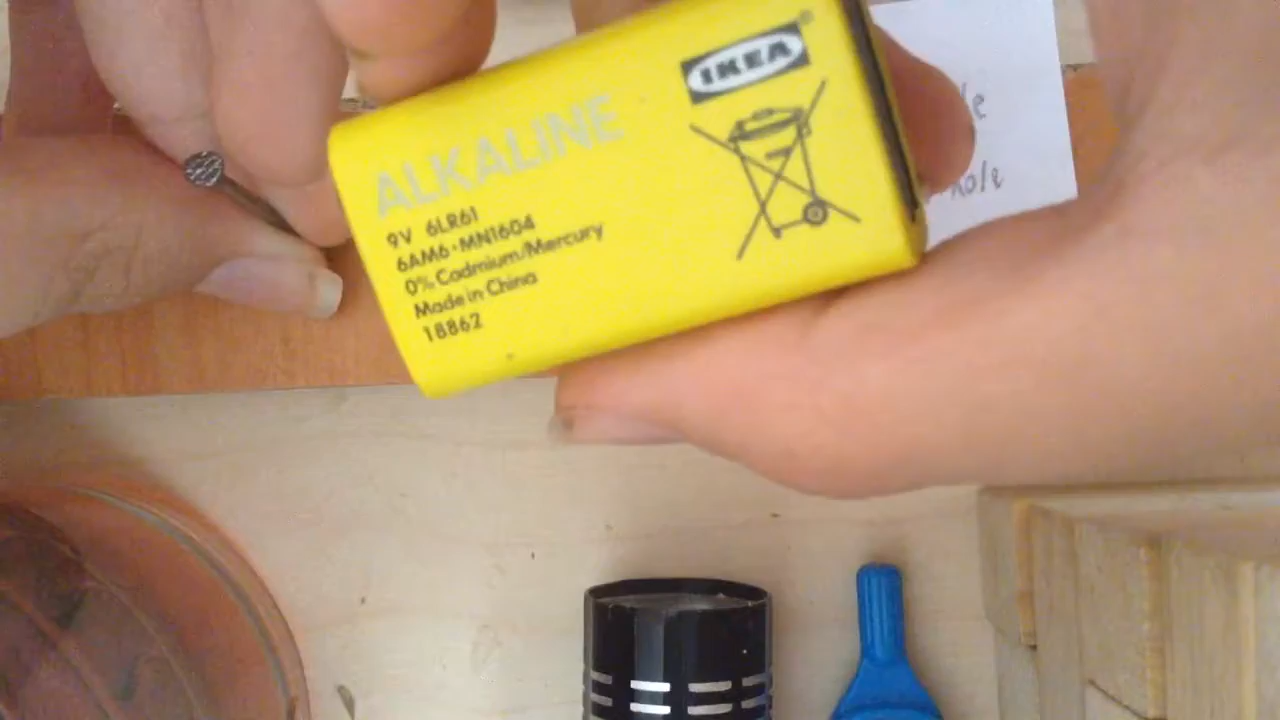 IKEA
ALKALINE
9V 6LR61
6AM6·MN1604
0% Cadmium/Mercury
Made in China
18862